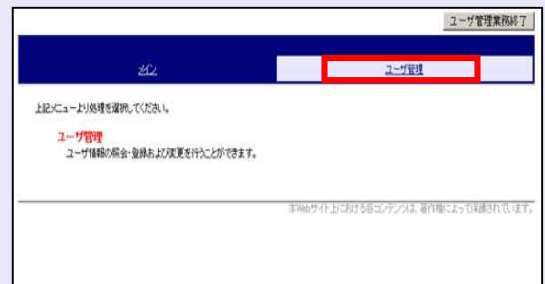 ユーザ管理業務終了
メイン
ユーザ管理
上記メニューより処理を選択してください。
ユーザ管理
ユーザ情報の照会・登録および変更を行うことができます。
本Webサイト上における各コンテンツは、著作権によって保護されています。